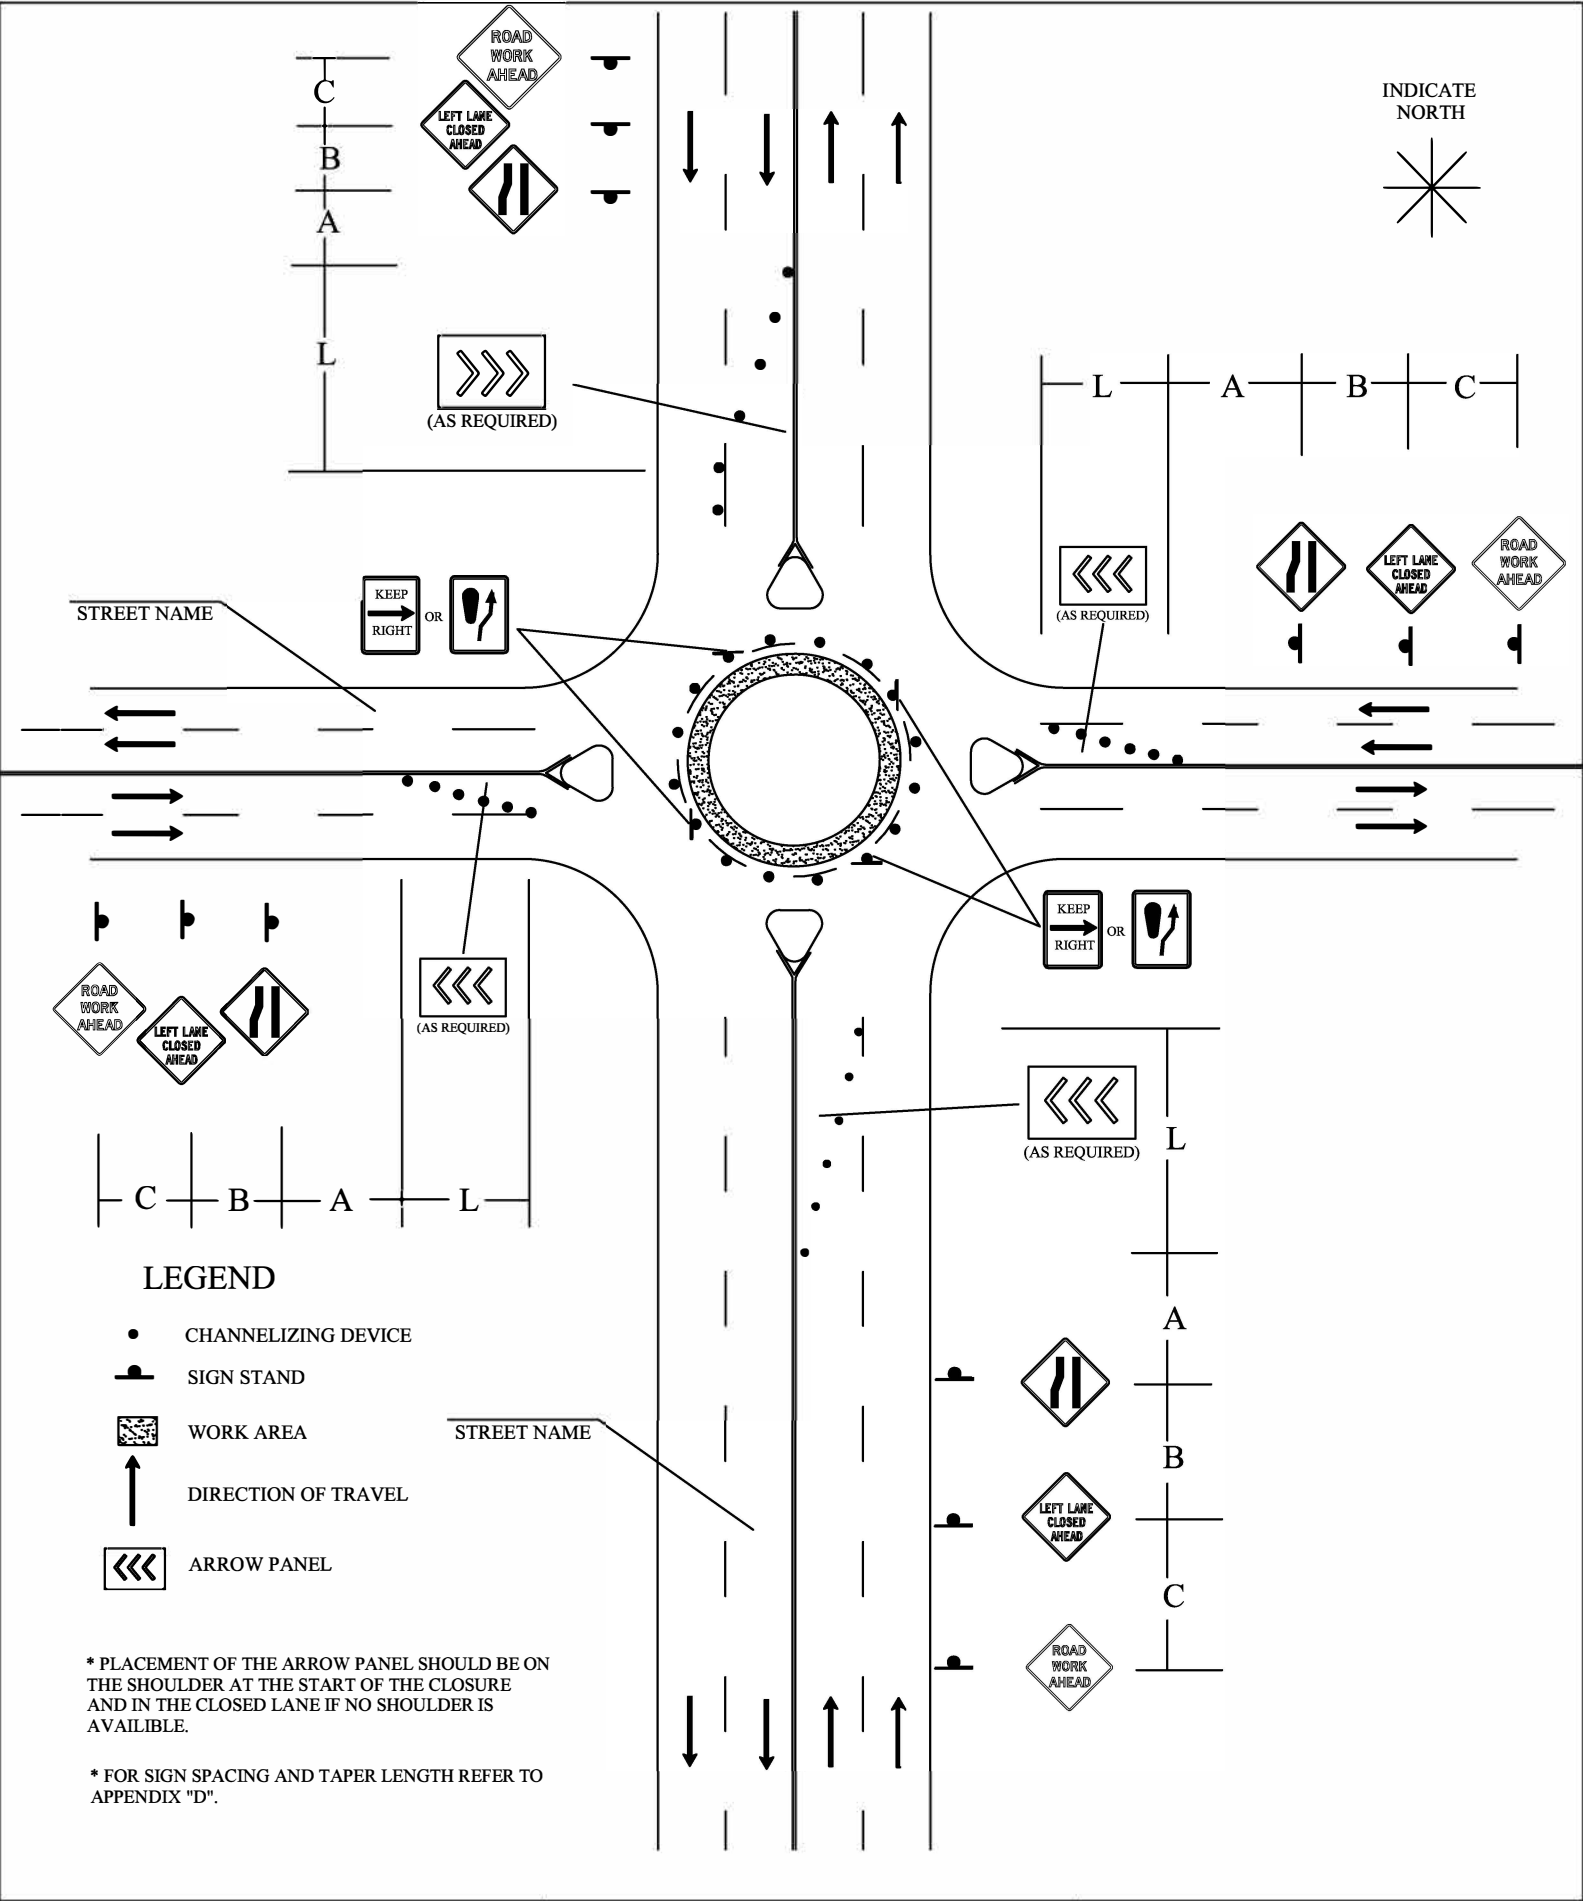 ROAD
WORK
AHEAD
C
LEFT LANE
CLOSED
AHEAD
B
A
L
(AS REQUIRED)
INDICATE
NORTH
L A B C
(AS REQUIRED)
LEFT LANE
CLOSED
AHEAD
ROAD
WORK
AHEAD
STREET NAME
KEEP
RIGHT
OR
KEEP
RIGHT
OR
ROAD
WORK
AHEAD
LEFT LANE
CLOSED
AHEAD
(AS REQUIRED)
C B A L
(AS REQUIRED)
L
A
B
LEFT LANE
CLOSED
AHEAD
C
ROAD
WORK
AHEAD
LEGEND
CHANNELIZING DEVICE
SIGN STAND
WORK AREA
DIRECTION OF TRAVEL
ARROW PANEL
STREET NAME
* PLACEMENT OF THE ARROW PANEL SHOULD BE ON
THE SHOULDER AT THE START OF THE CLOSURE
AND IN THE CLOSED LANE IF NO SHOULDER IS
AVAILIBLE.
* FOR SIGN SPACING AND TAPER LENGTH REFER TO
APPENDIX "D".